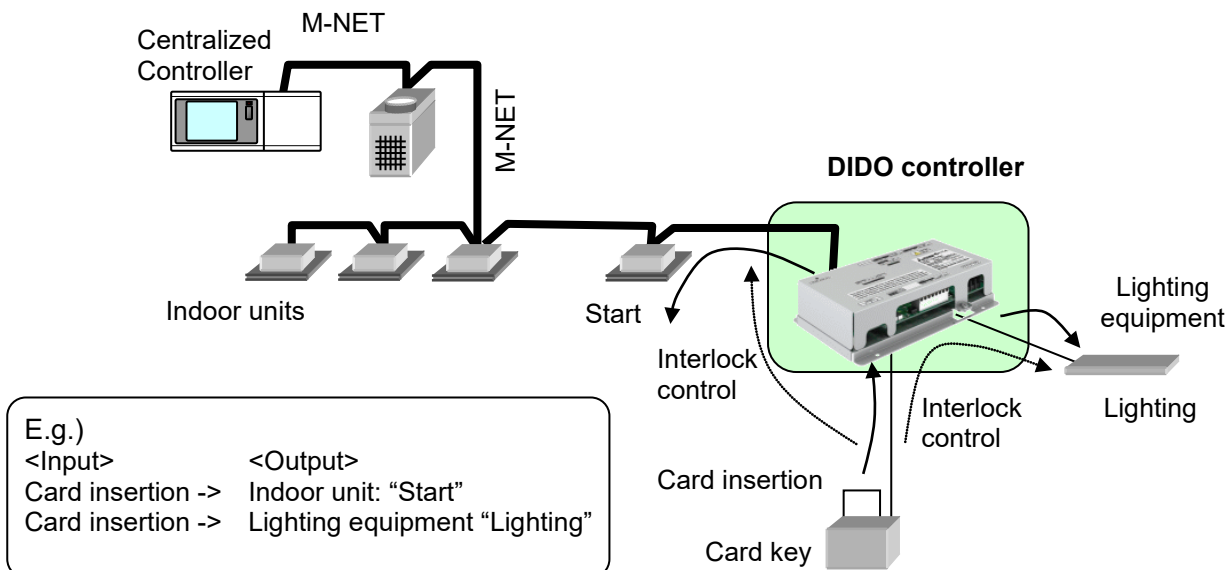 M-NET
Centralized
Controller
M-NET
DIDO controller
Indoor units
Start
Lighting
equipment
Interlock
control
Interlock
control
Lighting
E.g.)
<Input> <Output>
Card insertion -> Indoor unit: “Start”
Card insertion -> Lighting equipment “Lighting”
Card insertion
Card key